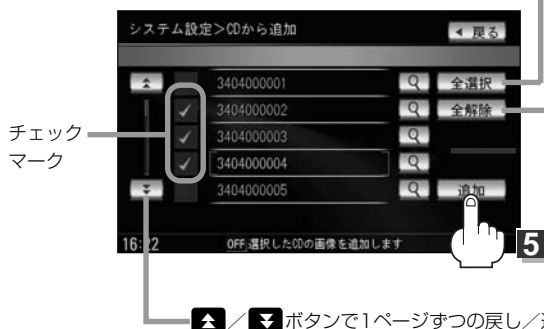 システム設定>CDから追加
◀ 戻る
3404000001
全選択
3404000002
全解除
チェック
マーク
3404000003
3404000004
3404000005
追加
16:22
OFF 選択したCDの画像を追加します
5
／ ボタンで1ページずつの戻し／